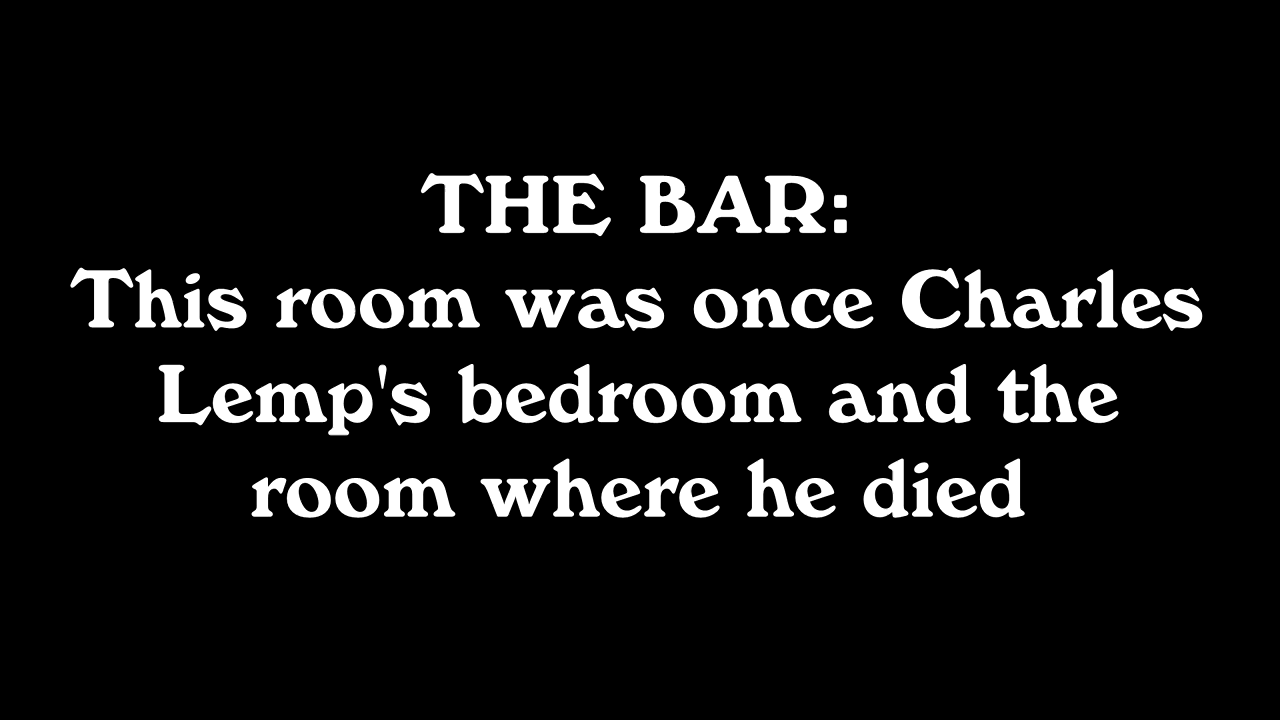 THE BAR:
This room was once Charles
Lemp's bedroom and the
room where he died